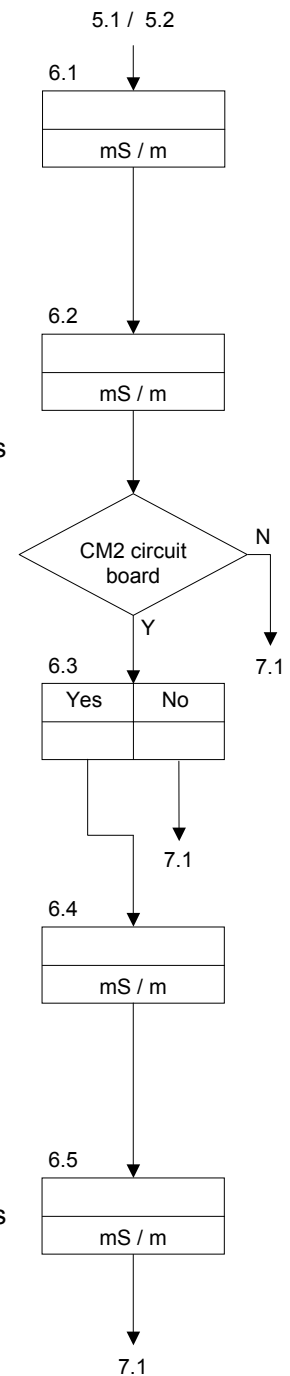 5.1 / 5.2
6.1
mS / m
6.2
mS / m
s
CM2 circuit
board
N
Y
7.1
6.3
Yes No
7.1
6.4
mS / m
6.5
s
mS / m
7.1